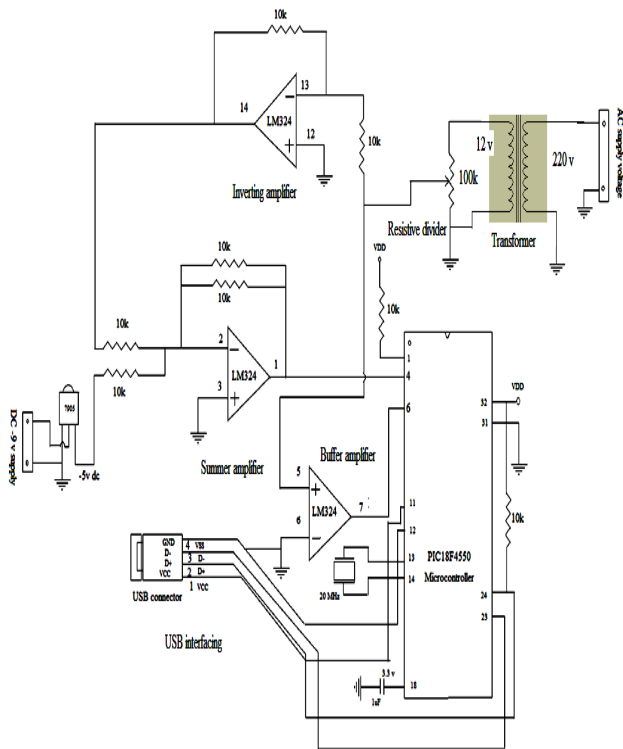 10k
13
14
LM324
12
Inverting amplifier
10k
12 v
220 v
AC supply voltage
100k
Resistive divider
Transformer
VDD
10k
10k
10k
10k
10k
2
LM324
1
3
Summer amplifier
7905
DC -9 v supply
-5v dc
1
4
6
32
VDD
31
Buffer amplifier
5
LM324
7
6
11
12
10k
PIC18F4550
Microcontroller
13
14
20 MHz
24
23
18
3.3 v
1uF
GND
D-
D+
VCC
4 VSS
3 D-
2 D+
1 VCC
USB connector
USB interfacing